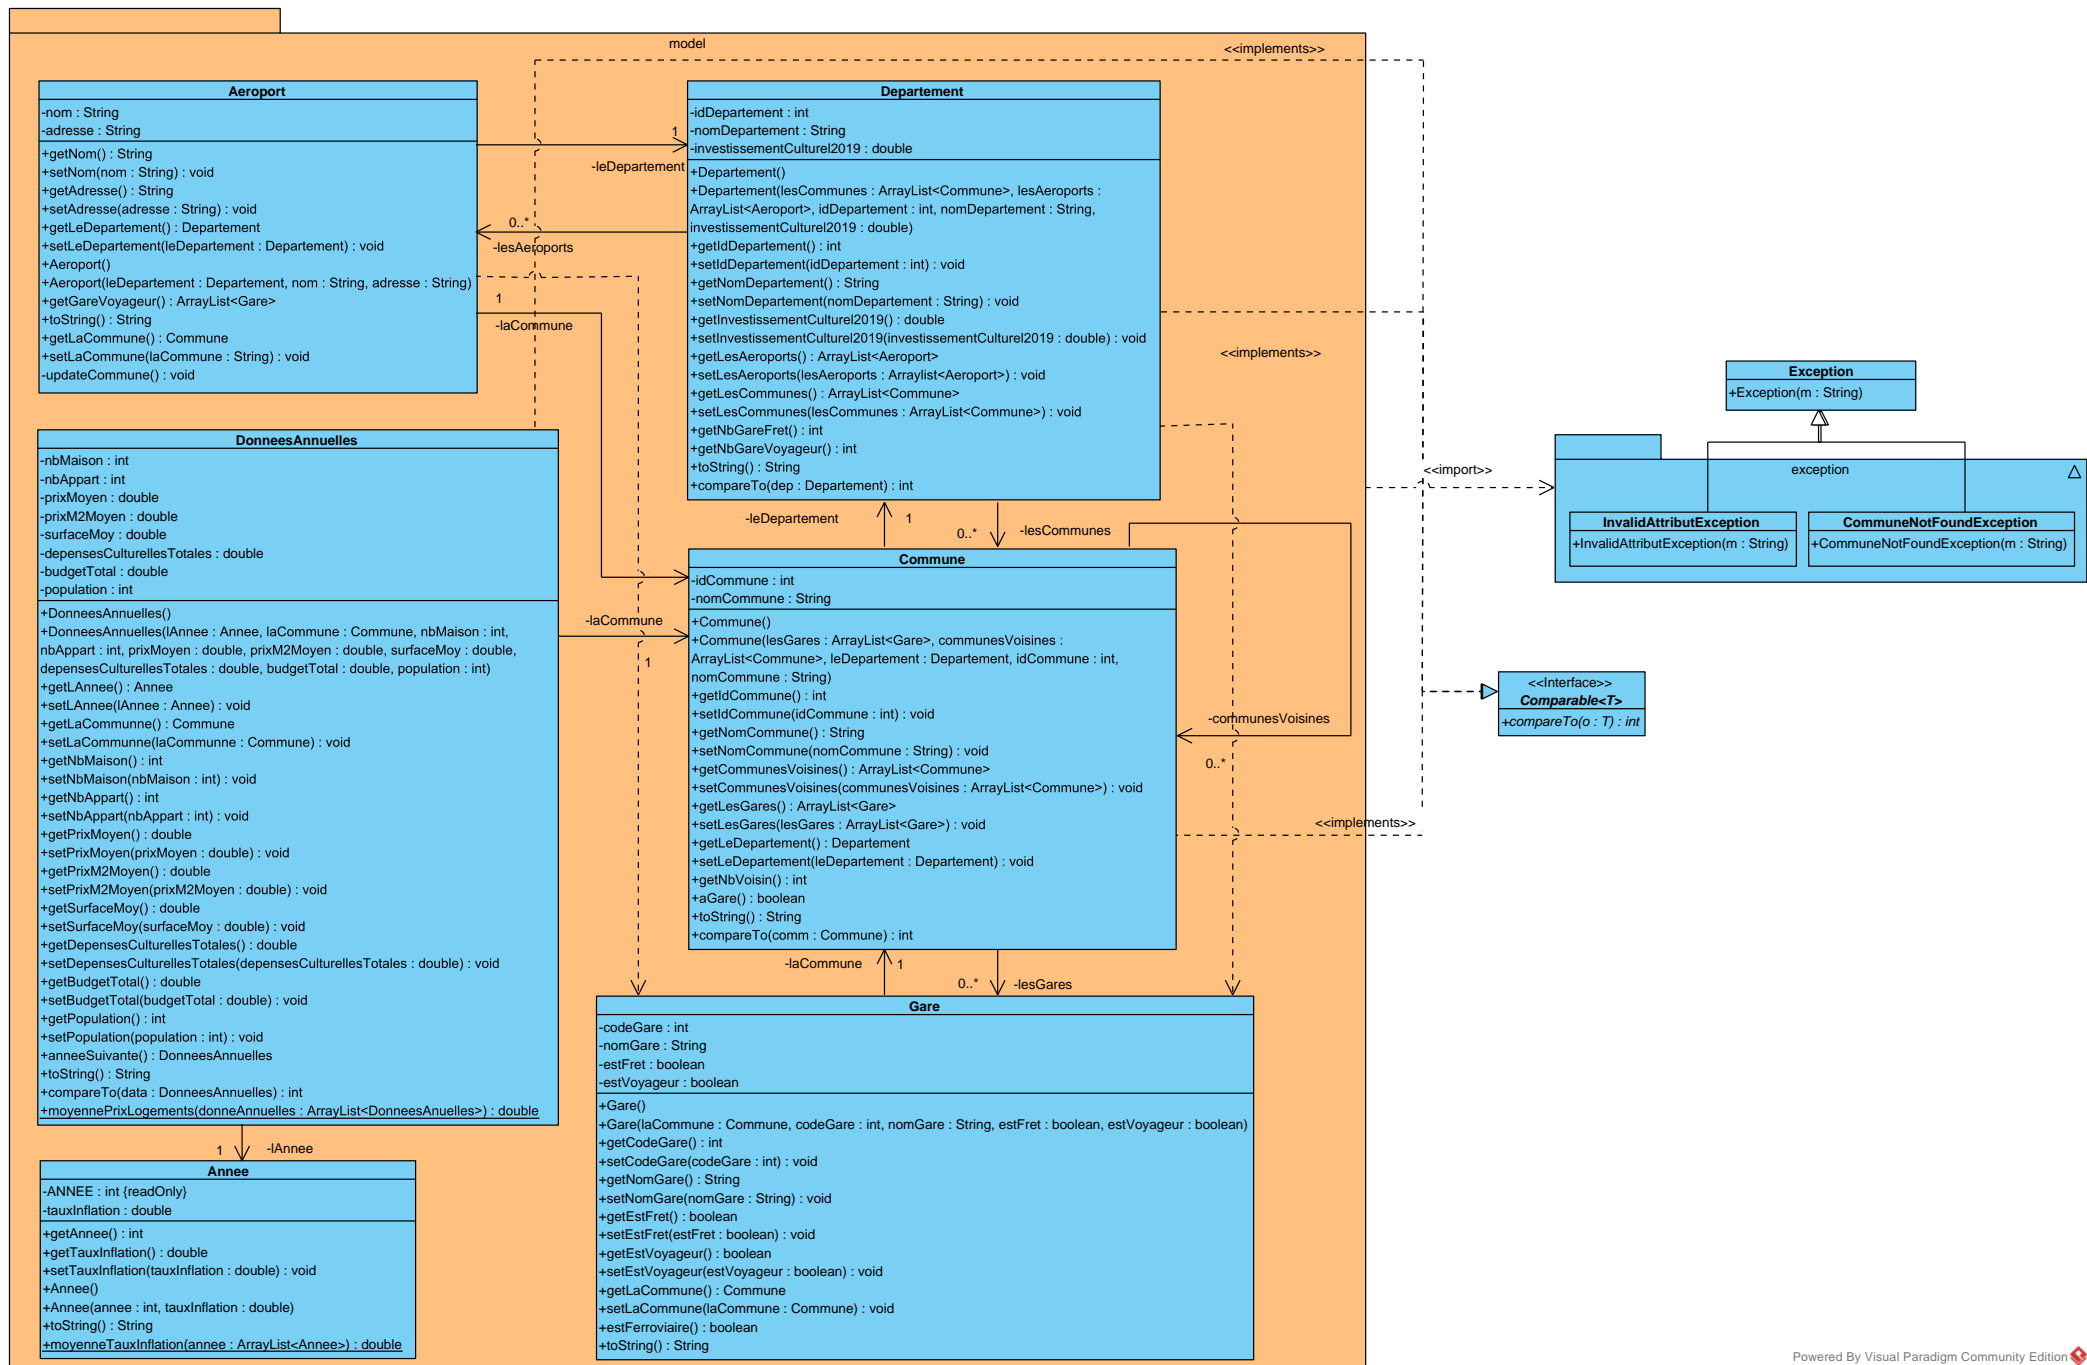 model
<<implements>>
Aeroport
-nom : String
-adresse : String
+getNom() : String
+setNom(nom : String) : void
+getAdresse() : String
+setAdresse(adresse : String) : void
+getLeDepartement() : Departement
+setLeDepartement(leDepartement : Departement) : void
+Aeroport()
+Aeroport(leDepartement : Departement, nom : String, adresse : String)
+getGareVoyageur() : ArrayList<Gare>
+toString() : String
+getLaCommune() : Commune
+setLaCommune(laCommune : String) : void
-updateCommune() : void
1
-leDepartement
0..*
-lesAeroports
1
-laCommune
Departement
-idDepartement : int
-nomDepartement : String
-investissementCulturel2019 : double
+Departement()
+Departement(lesCommunes : ArrayList<Commune>, lesAeroports :
ArrayList<Aeroport>, idDepartement : int, nomDepartement : String,
investissementCulturel2019 : double)
+getIdDepartement() : int
+setIdDepartement(idDepartement : int) : void
+getNomDepartement() : String
+setNomDepartement(nomDepartement : String) : void
+getInvestissementCulturel2019() : double
+setInvestissementCulturel2019(investissementCulturel2019 : double) : void
+getLesAeroports() : ArrayList<Aeroport>
+setLesAeroports(lesAeroports : Arraylist<Aeroport>) : void
+getLesCommunes() : ArrayList<Commune>
+setLesCommunes(lesCommunes : ArrayList<Commune>) : void
+getNbGareFret() : int
+getNbGareVoyageur() : int
+toString() : String
+compareTo(dep : Departement) : int
<<implements>>
Exception
+Exception(m : String)
<<import>>
exception
InvalidAttributException
+InvalidAttributException(m : String)
CommuneNotFoundException
+CommuneNotFoundException(m : String)
DonneesAnnuelles
-nbMaison : int
-nbAppart : int
-prixMoyen : double
-prixM2Moyen : double
-surfaceMoy : double
-depensesCulturellesTotales : double
-budgetTotal : double
-population : int
+DonneesAnnuelles()
+DonneesAnnuelles(lAnnee : Annee, laCommune : Commune, nbMaison : int,
nbAppart : int, prixMoyen : double, prixM2Moyen : double, surfaceMoy : double,
depensesCulturellesTotales : double, budgetTotal : double, population : int)
+getLAnnee() : Annee
+setLAnnee(lAnnee : Annee) : void
+getLaCommunne() : Commune
+setLaCommunne(laCommunne : Commune) : void
+getNbMaison() : int
+setNbMaison(nbMaison : int) : void
+getNbAppart() : int
+setNbAppart(nbAppart : int) : void
+getPrixMoyen() : double
+setPrixMoyen(prixMoyen : double) : void
+getPrixM2Moyen() : double
+setPrixM2Moyen(prixM2Moyen : double) : void
+getSurfaceMoy() : double
+setSurfaceMoy(surfaceMoy : double) : void
+getDepensesCulturellesTotales() : double
+setDepensesCulturellesTotales(depensesCulturellesTotales : double) : void
+getBudgetTotal() : double
+setBudgetTotal(budgetTotal : double) : void
+getPopulation() : int
+setPopulation(population : int) : void
+anneeSuivante() : DonneesAnnuelles
+toString() : String
+compareTo(data : DonneesAnnuelles) : int
+moyennePrixLogements(donneAnnuelles : ArrayList<DonneesAnuelles>) : double
-leDepartement
1
0..*
-lesCommunes
-laCommune
1
Commune
-idCommune : int
-nomCommune : String
+Commune()
+Commune(lesGares : ArrayList<Gare>, communesVoisines :
ArrayList<Commune>, leDepartement : Departement, idCommune : int,
nomCommune : String)
+getIdCommune() : int
+setIdCommune(idCommune : int) : void
+getNomCommune() : String
+setNomCommune(nomCommune : String) : void
+getCommunesVoisines() : ArrayList<Commune>
+setCommunesVoisines(communesVoisines : ArrayList<Commune>) : void
+getLesGares() : ArrayList<Gare>
+setLesGares(lesGares : ArrayList<Gare>) : void
+getLeDepartement() : Departement
+setLeDepartement(leDepartement : Departement) : void
+getNbVoisin() : int
+aGare() : boolean
+toString() : String
+compareTo(comm : Commune) : int
-communesVoisines
0..*
<<implements>>
<<Interface>>
Comparable<T>
+compareTo(o : T) : int
-laCommune
1
0..*
-lesGares
Gare
-codeGare : int
-nomGare : String
-estFret : boolean
-estVoyageur : boolean
+Gare()
+Gare(laCommune : Commune, codeGare : int, nomGare : String, estFret : boolean, estVoyageur : boolean)
+getCodeGare() : int
+setCodeGare(codeGare : int) : void
+getNomGare() : String
+setNomGare(nomGare : String) : void
+getEstFret() : boolean
+setEstFret(estFret : boolean) : void
+getEstVoyageur() : boolean
+setEstVoyageur(estVoyageur : boolean) : void
+getLaCommune() : Commune
+setLaCommune(laCommune : Commune) : void
+estFerroviaire() : boolean
+toString() : String
1
-lAnnee
Annee
-ANNEE : int {readOnly}
-tauxInflation : double
+getAnnee() : int
+getTauxInflation() : double
+setTauxInflation(tauxInflation : double) : void
+Annee()
+Annee(annee : int, tauxInflation : double)
+toString() : String
+moyenneTauxInflation(annee : ArrayList<Annee>) : double
Powered By Visual Paradigm Community Edition